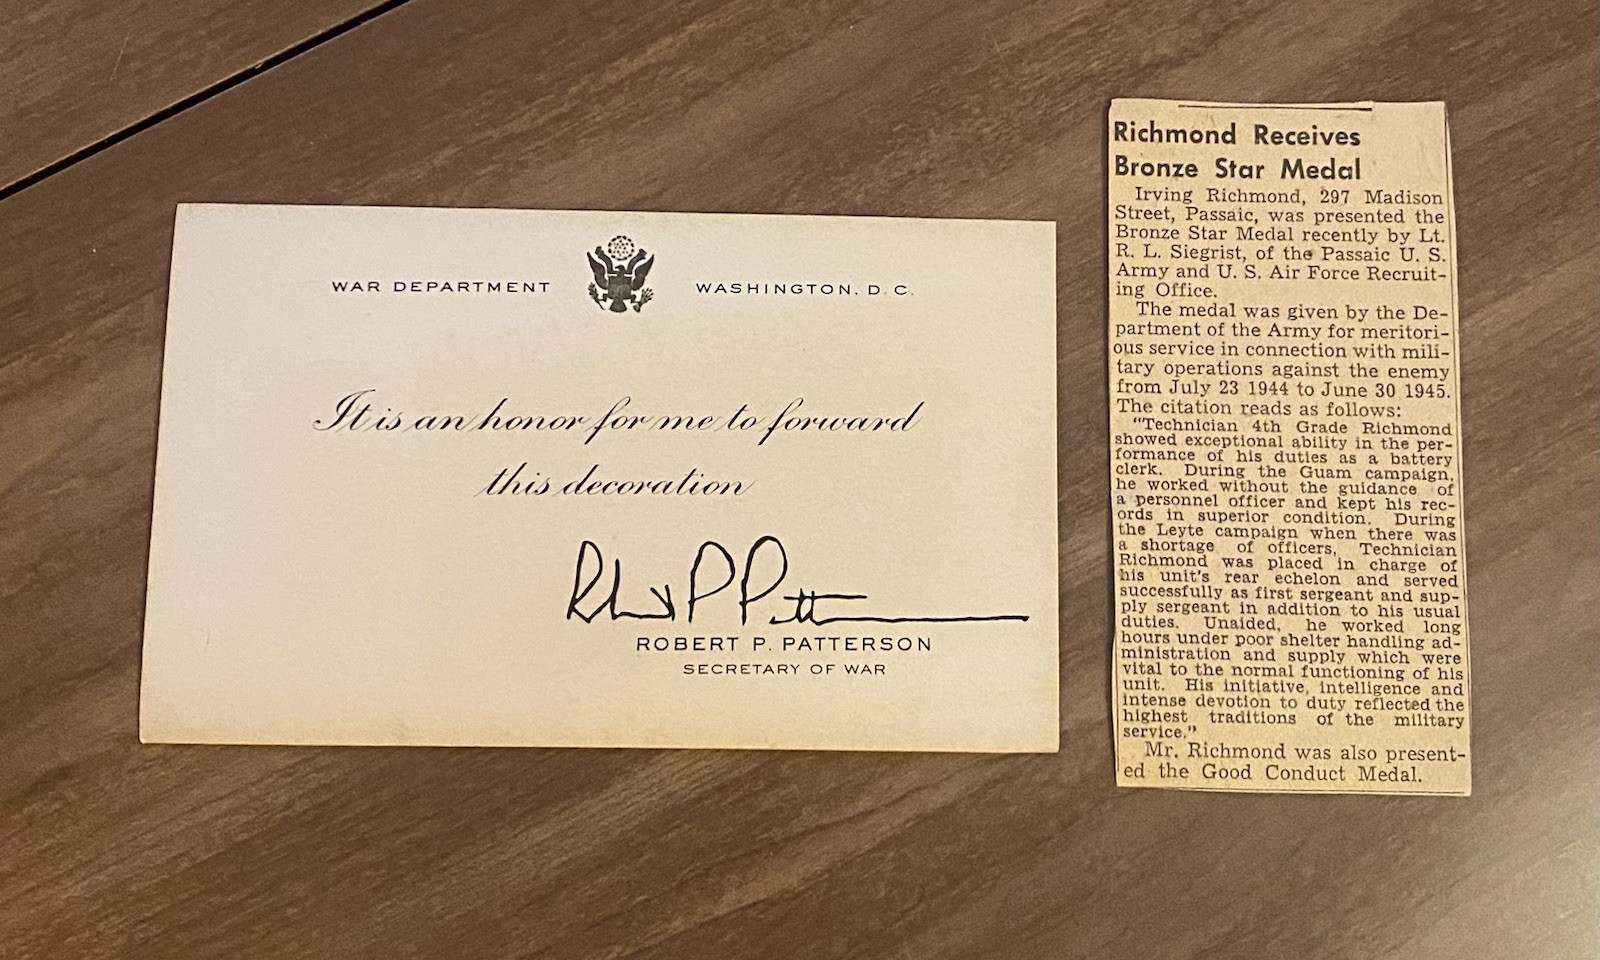 WAR DEPARTMENT WASHINGTON, D.C.
It is an honor for me to forward
this decoration
Robert P Patterson
ROBERT P. PATTERSON
SECRETARY OF WAR
Richmond Receives
Bronze Star Medal
Irving Richmond, 297 Madison
Street, Passaic, was presented the
Bronze Star Medal recently by Lt.
R. L. Siegrist, of the Passaic U. S.
Army and U. S. Air Force Recruit-
ing Office.
The medal was given by the De-
partment of the Army for meritori-
ous service in connection with mili-
tary operations against the enemy
from July 23 1944 to June 30 1945.
The citation reads as follows:
"Technician 4th Grade Richmond
showed exceptional ability in the per-
formance of his duties as a battery
clerk. During the Guam campaign,
he worked without the guidance of
a personnel officer and kept his rec-
ords in superior condition. During
the Leyte campaign when there was
a shortage of officers, Technician
Richmond was placed in charge of
his unit's rear echelon and served
successfully as first sergeant and sup-
ply sergeant in addition to his usual
duties. Unaided, he worked long
hours under poor shelter handling ad-
ministration and supply which were
vital to the normal functioning of his
unit. His initiative, intelligence and
intense devotion to duty reflected the
highest traditions of the military
service."
Mr. Richmond was also present-
ed the Good Conduct Medal.